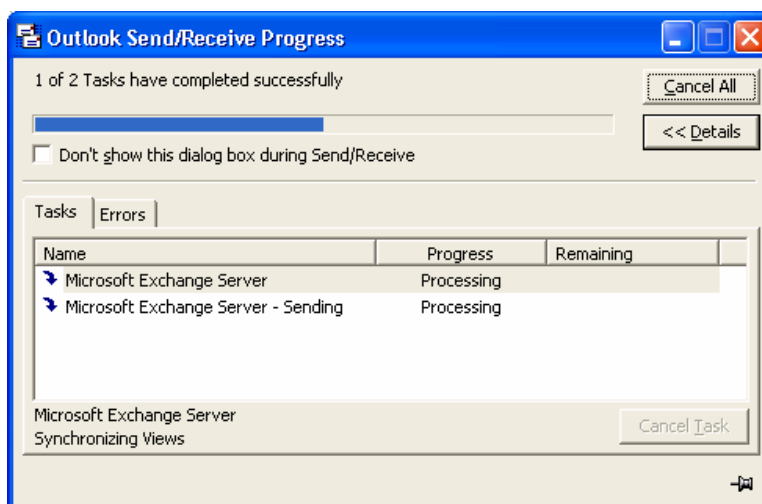 Outlook Send/Receive Progress
1 of 2 Tasks have completed successfully
Cancel All
<< Details
Don't show this dialog box during Send/Receive
Tasks Errors
Name Progress Remaining
Microsoft Exchange Server Processing
Microsoft Exchange Server - Sending Processing
Microsoft Exchange Server
Synchronizing Views
Cancel Task